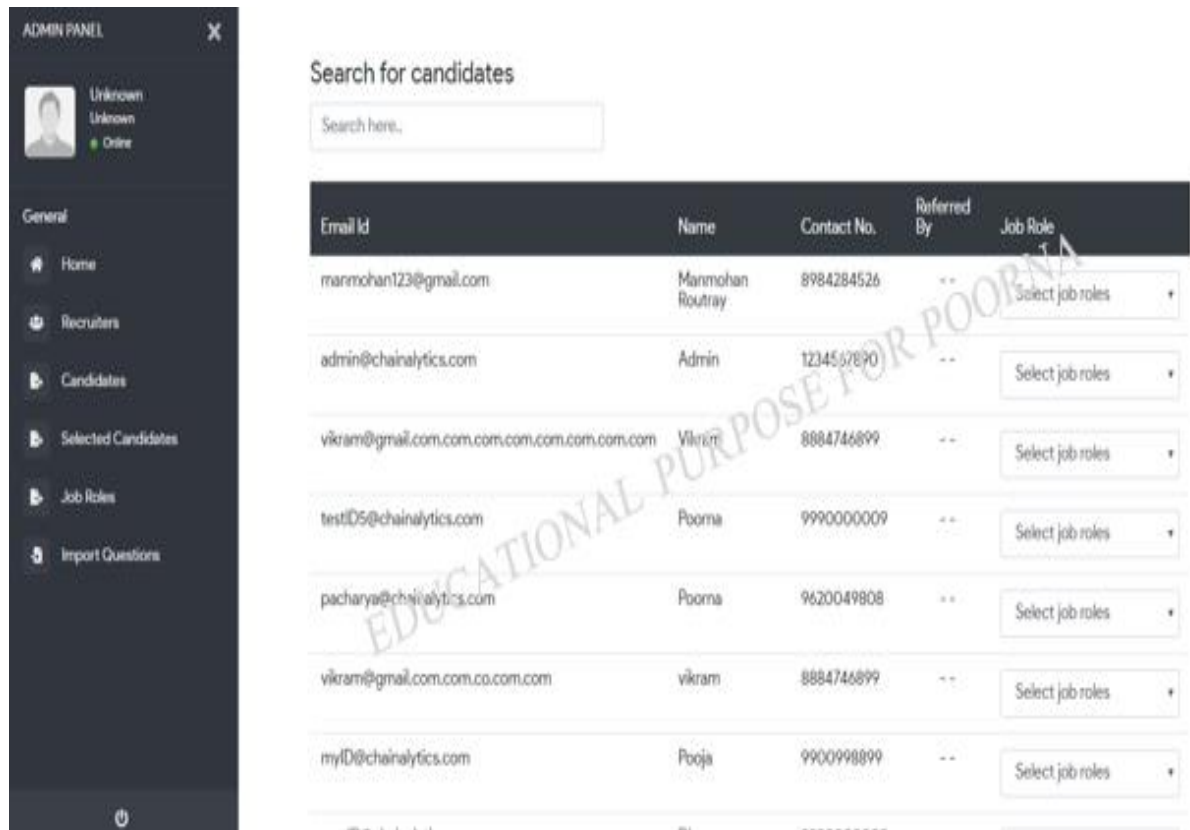 ADMIN PANEL
Unknown
Unknown
Online
General
Home
Recruiters
Candidates
Selected Candidates
Job Roles
Import Questions
Search for candidates
Search here..
Email Id Name Contact No. Referred By Job Role
manmohan123@gmail.com Manmohan Routray 8984284526 -- Select job roles
admin@chainalytics.com Admin 1234567890 -- Select job roles
vikram@gmail.com.com.com.com.com.com.com.com Vikram 8884746899 -- Select job roles
testID5@chainalytics.com Poorna 9990000009 -- Select job roles
pacharya@chainalytics.com Poorna 9620049808 -- Select job roles
vikram@gmail.com.com.co.com.com vikram 8884746899 -- Select job roles
myID@chainalytics.com Pooja 9900998899 -- Select job roles
EDUCATIONAL PURPOSE FOR POORNA